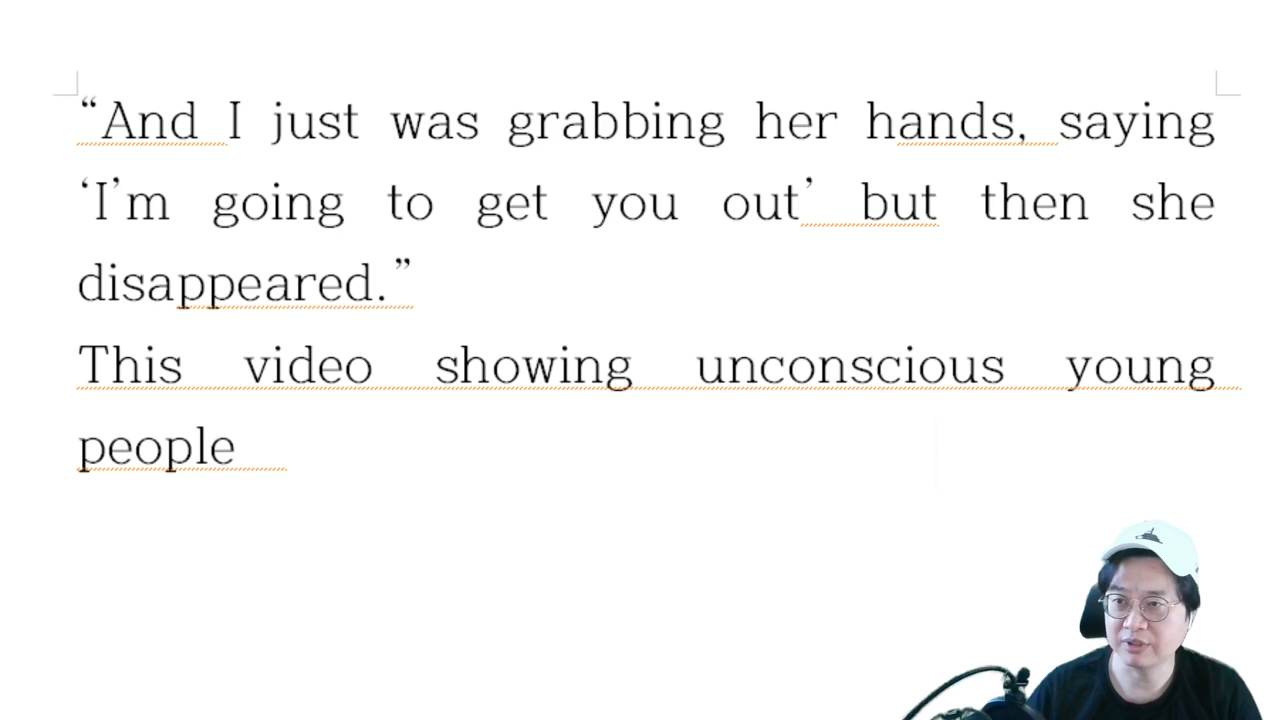 “And I just was grabbing her hands, saying
‘I’m going to get you out’ but then she
disappeared.”
This video showing unconscious young
people